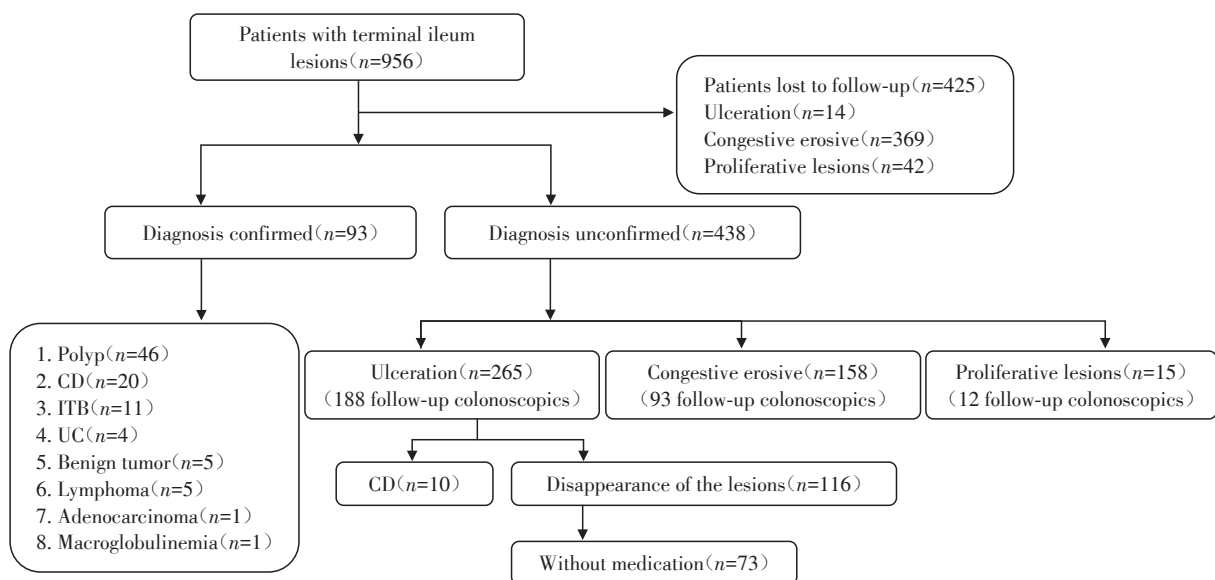 Patients with terminal ileum
lesions(n=956)
Patients lost to follow-up(n=425)
Ulceration(n=14)
Congestive erosive(n=369)
Proliferative lesions(n=42)
Diagnosis confirmed(n=93)
Diagnosis unconfirmed(n=438)
1. Polyp(n=46)
2. CD(n=20)
3. ITB(n=11)
4. UC(n=4)
5. Benign tumor(n=5)
6. Lymphoma(n=5)
7. Adenocarcinoma(n=1)
8. Macroglobulinemia(n=1)
Ulceration(n=265)
(188 follow-up colonoscopics)
Congestive erosive(n=158)
(93 follow-up colonoscopics)
Proliferative lesions(n=15)
(12 follow-up colonoscopics)
CD(n=10)
Disappearance of the lesions(n=116)
Without medication(n=73)